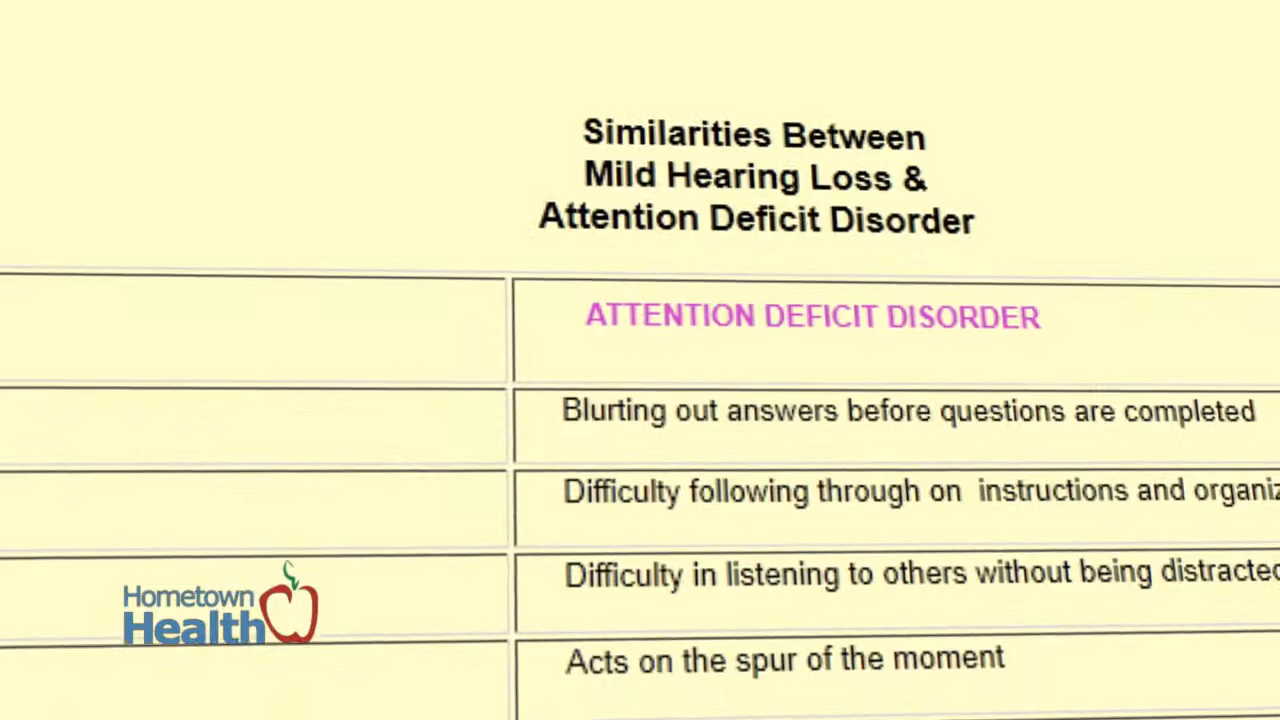 Similarities Between
Mild Hearing Loss &
Attention Deficit Disorder
ATTENTION DEFICIT DISORDER
Blurting out answers before questions are completed
Difficulty following through on instructions and
Difficulty in listening to others without being distracted
Acts on the spur of the moment
Hometown
Health